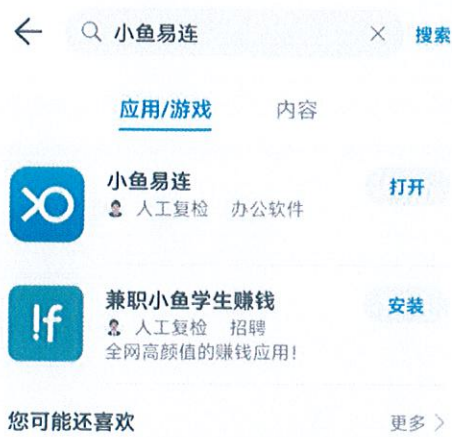 小鱼易连 搜索
应用/游戏 内容
小鱼易连
人工复检 办公软件
打开
兼职小鱼学生赚钱
人工复检 招聘
全网高颜值的赚钱应用!
安装
您可能还喜欢 更多